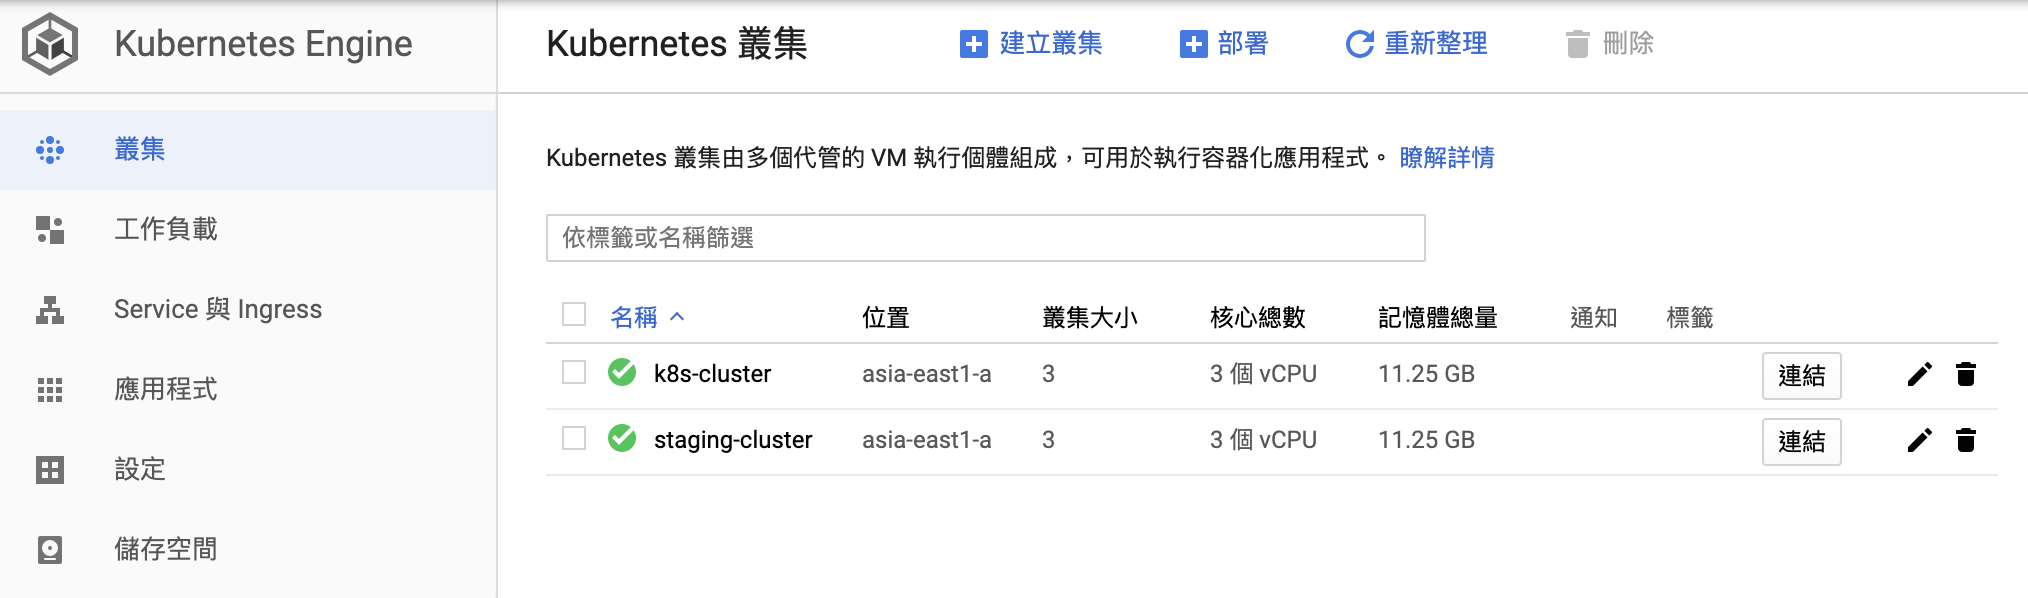 Kubernetes Engine
叢集
工作負載
Service 與 Ingress
應用程式
設定
儲存空間
Kubernetes 叢集 建立叢集 部署 重新整理 刪除
Kubernetes 叢集由多個代管的 VM 執行個體組成，可用於執行容器化應用程式。 瞭解詳情
依標籤或名稱篩選
名稱 位置 叢集大小 核心總數 記憶體總量 通知 標籤
k8s-cluster asia-east1-a 3 3 個 vCPU 11.25 GB 連結
staging-cluster asia-east1-a 3 3 個 vCPU 11.25 GB 連結